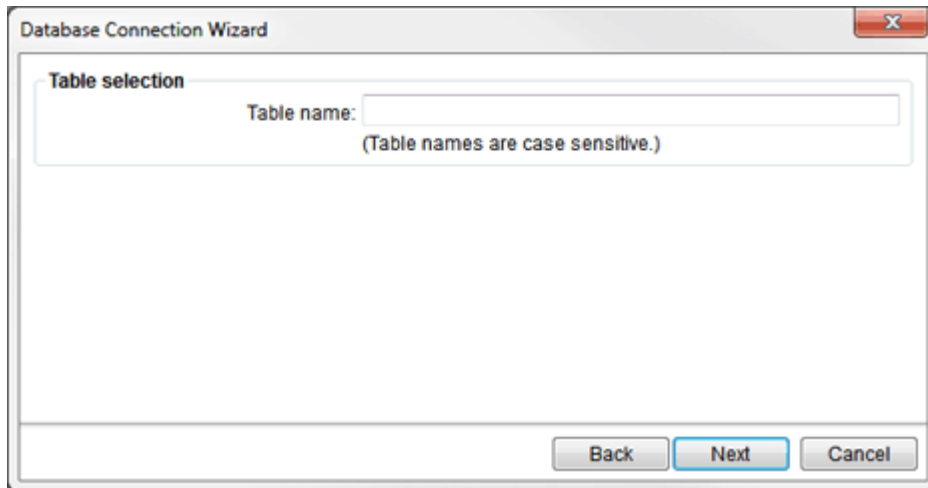 Database Connection Wizard
Table selection
Table name:
(Table names are case sensitive.)
Back Next Cancel